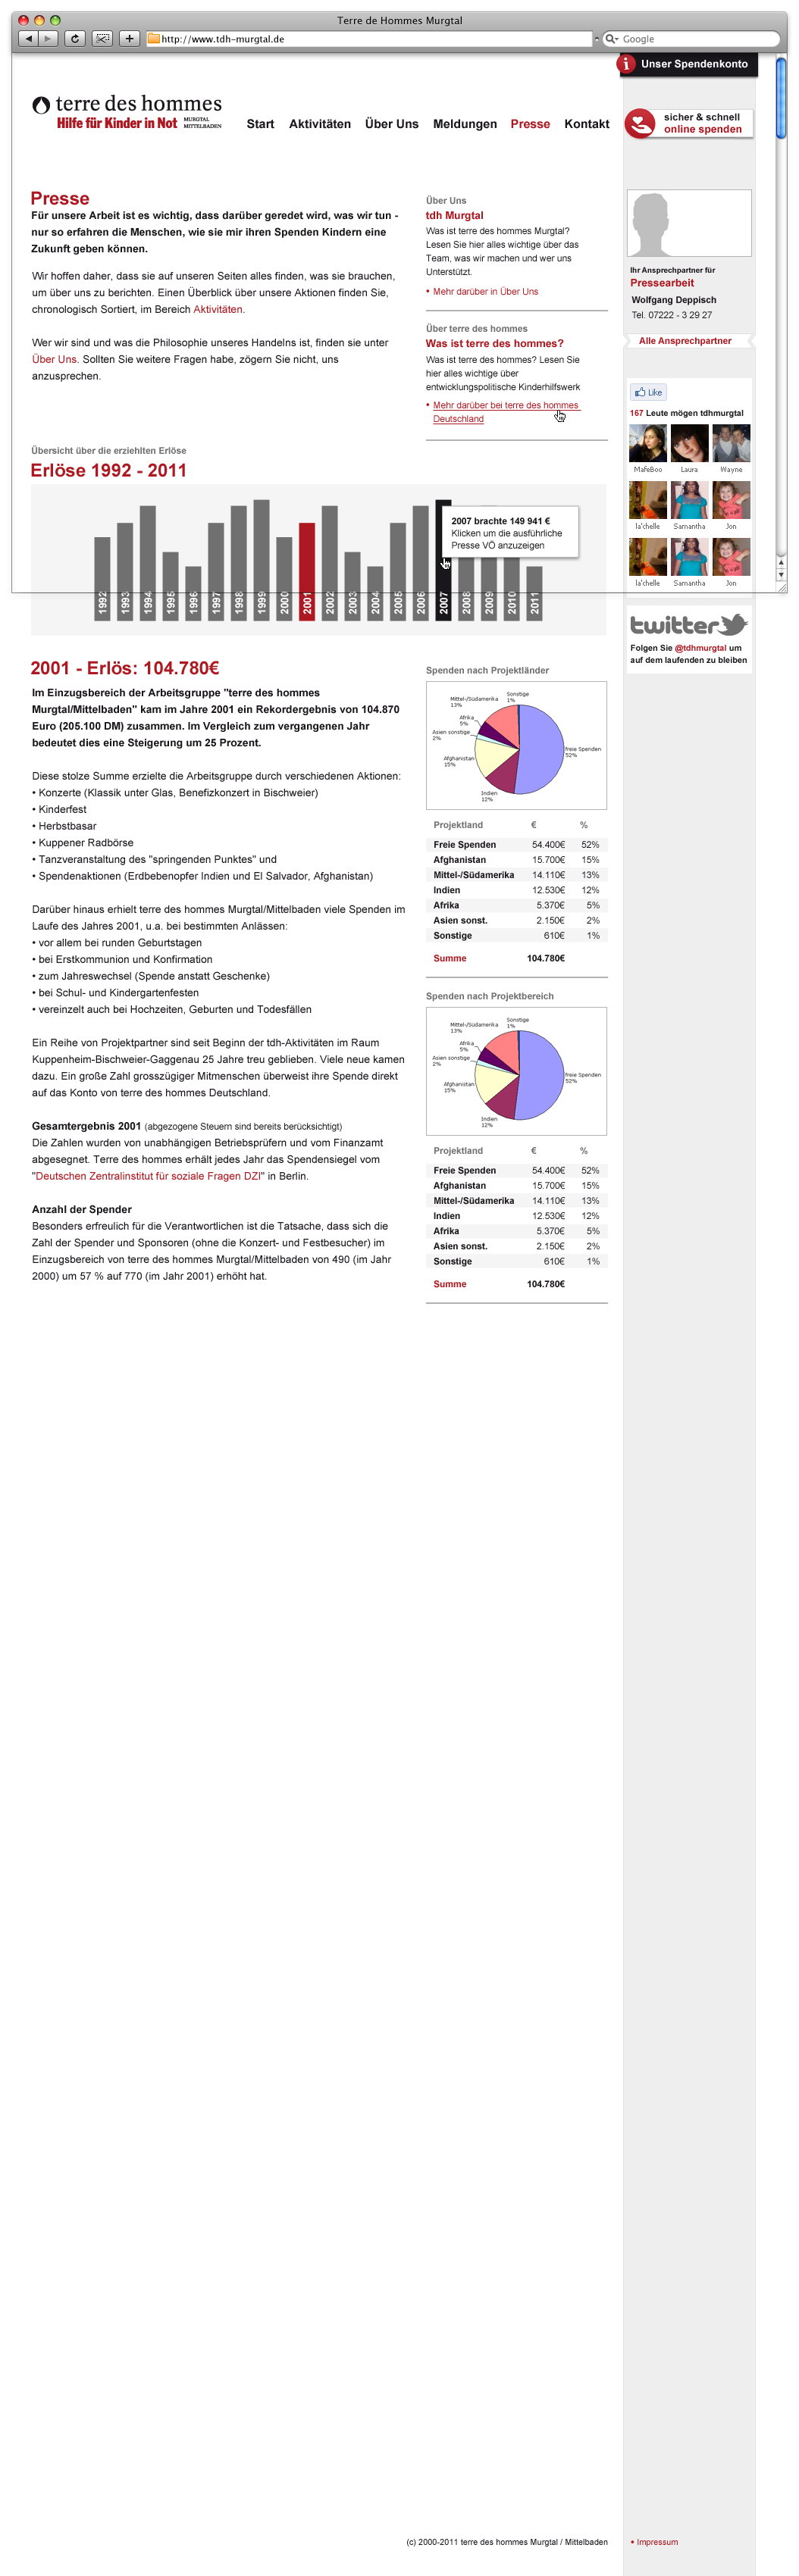 Terre de Hommes Murgtal
http://www.tdh-murgtal.de
Google
Unser Spendenkonto
terre des hommes
Hilfe für Kinder in Not
MURGTAL
MITTELBADEN
Start Aktivitäten Über Uns Meldungen Presse Kontakt
sicher & schnell
online spenden
Presse
Für unsere Arbeit ist es wichtig, dass darüber geredet wird, was wir tun -
nur so erfahren die Menschen, wie sie mir ihren Spenden Kindern eine
Zukunft geben können.
Wir hoffen daher, dass sie auf unseren Seiten alles finden, was sie brauchen,
um über uns zu berichten. Einen Überblick über unsere Aktionen finden Sie,
chronologisch Sortiert, im Bereich Aktivitäten.
Wer wir sind und was die Philosophie unseres Handelns ist, finden sie unter
Über Uns. Sollten Sie weitere Fragen habe, zögern Sie nicht, uns
anzusprechen.
Über Uns
tdh Murgtal
Was ist terre des hommes Murgtal?
Lesen Sie hier alles wichtige über das
Team, was wir machen und wer uns
Unterstützt.
• Mehr darüber in Über Uns
Über terre des hommes
Was ist terre des hommes?
Was ist terre des hommes? Lesen Sie
hier alles wichtige über
entwicklungspolitische Kinderhilfswerk
• Mehr darüber bei terre des hommes
Deutschland
Ihr Ansprechpartner für
Pressearbeit
Wolfgang Deppisch
Tel. 07222 - 3 29 27
Alle Ansprechpartner
Like
167 Leute mögen tdhmurgtal
MafeBoo Laura Wayne
la'chelle Samantha Jon
la'chelle Samantha Jon
Übersicht über die erziehlten Erlöse
Erlöse 1992 - 2011
2007 brachte 149 941 €
Klicken um die ausführliche
Presse VÖ anzuzeigen
1992 1993 1994 1995 1996 1997 1998 1999 2000 2001 2002 2003 2004 2005 2006 2007 2008 2009 2010 2011
twitter
Folgen Sie @tdhmurgtal um
auf dem laufenden zu bleiben
2001 - Erlös: 104.780€
Im Einzugsbereich der Arbeitsgruppe "terre des hommes
Murgtal/Mittelbaden" kam im Jahre 2001 ein Rekordergebnis von 104.870
Euro (205.100 DM) zusammen. Im Vergleich zum vergangenen Jahr
bedeutet dies eine Steigerung um 25 Prozent.
Diese stolze Summe erzielte die Arbeitsgruppe durch verschiedenen Aktionen:
• Konzerte (Klassik unter Glas, Benefizkonzert in Bischweier)
• Kinderfest
• Herbstbasar
• Kuppener Radbörse
• Tanzveranstaltung des "springenden Punktes" und
• Spendenaktionen (Erdbebenopfer Indien und El Salvador, Afghanistan)
Darüber hinaus erhielt terre des hommes Murgtal/Mittelbaden viele Spenden im
Laufe des Jahres 2001, u.a. bei bestimmten Anlässen:
• vor allem bei runden Geburtstagen
• bei Erstkommunion und Konfirmation
• zum Jahreswechsel (Spende anstatt Geschenke)
• bei Schul- und Kindergartenfesten
• vereinzelt auch bei Hochzeiten, Geburten und Todesfällen
Ein Reihe von Projektpartner sind seit Beginn der tdh-Aktivitäten im Raum
Kuppenheim-Bischweier-Gaggenau 25 Jahre treu geblieben. Viele neue kamen
dazu. Ein große Zahl grosszügiger Mitmenschen überweist ihre Spende direkt
auf das Konto von terre des hommes Deutschland.
Gesamtergebnis 2001 (abgezogene Steuern sind bereits berücksichtigt)
Die Zahlen wurden von unabhängigen Betriebsprüfern und vom Finanzamt
abgesegnet. Terre des hommes erhält jedes Jahr das Spendensiegel vom
"Deutschen Zentralinstitut für soziale Fragen DZI" in Berlin.
Anzahl der Spender
Besonders erfreulich für die Verantwortlichen ist die Tatsache, dass sich die
Zahl der Spender und Sponsoren (ohne die Konzert- und Festbesucher) im
Einzugsbereich von terre des hommes Murgtal/Mittelbaden von 490 (im Jahr
2000) um 57 % auf 770 (im Jahr 2001) erhöht hat.
Spenden nach Projektländer
Sonstige
1%
Mittel-/Südamerika
13%
Afrika
5%
Asien sonstige
2%
Afghanistan
15%
Indien
12%
freie Spenden
52%
Projektland € %
Freie Spenden 54.400€ 52%
Afghanistan 15.700€ 15%
Mittel-/Südamerika 14.110€ 13%
Indien 12.530€ 12%
Afrika 5.370€ 5%
Asien sonst. 2.150€ 2%
Sonstige 610€ 1%
Summe 104.780€
Spenden nach Projektbereich
Sonstige
1%
Mittel-/Südamerika
13%
Afrika
5%
Asien sonstige
2%
Afghanistan
15%
Indien
12%
freie Spenden
52%
Projektland € %
Freie Spenden 54.400€ 52%
Afghanistan 15.700€ 15%
Mittel-/Südamerika 14.110€ 13%
Indien 12.530€ 12%
Afrika 5.370€ 5%
Asien sonst. 2.150€ 2%
Sonstige 610€ 1%
Summe 104.780€
(c) 2000-2011 terre des hommes Murgtal / Mittelbaden
• Impressum